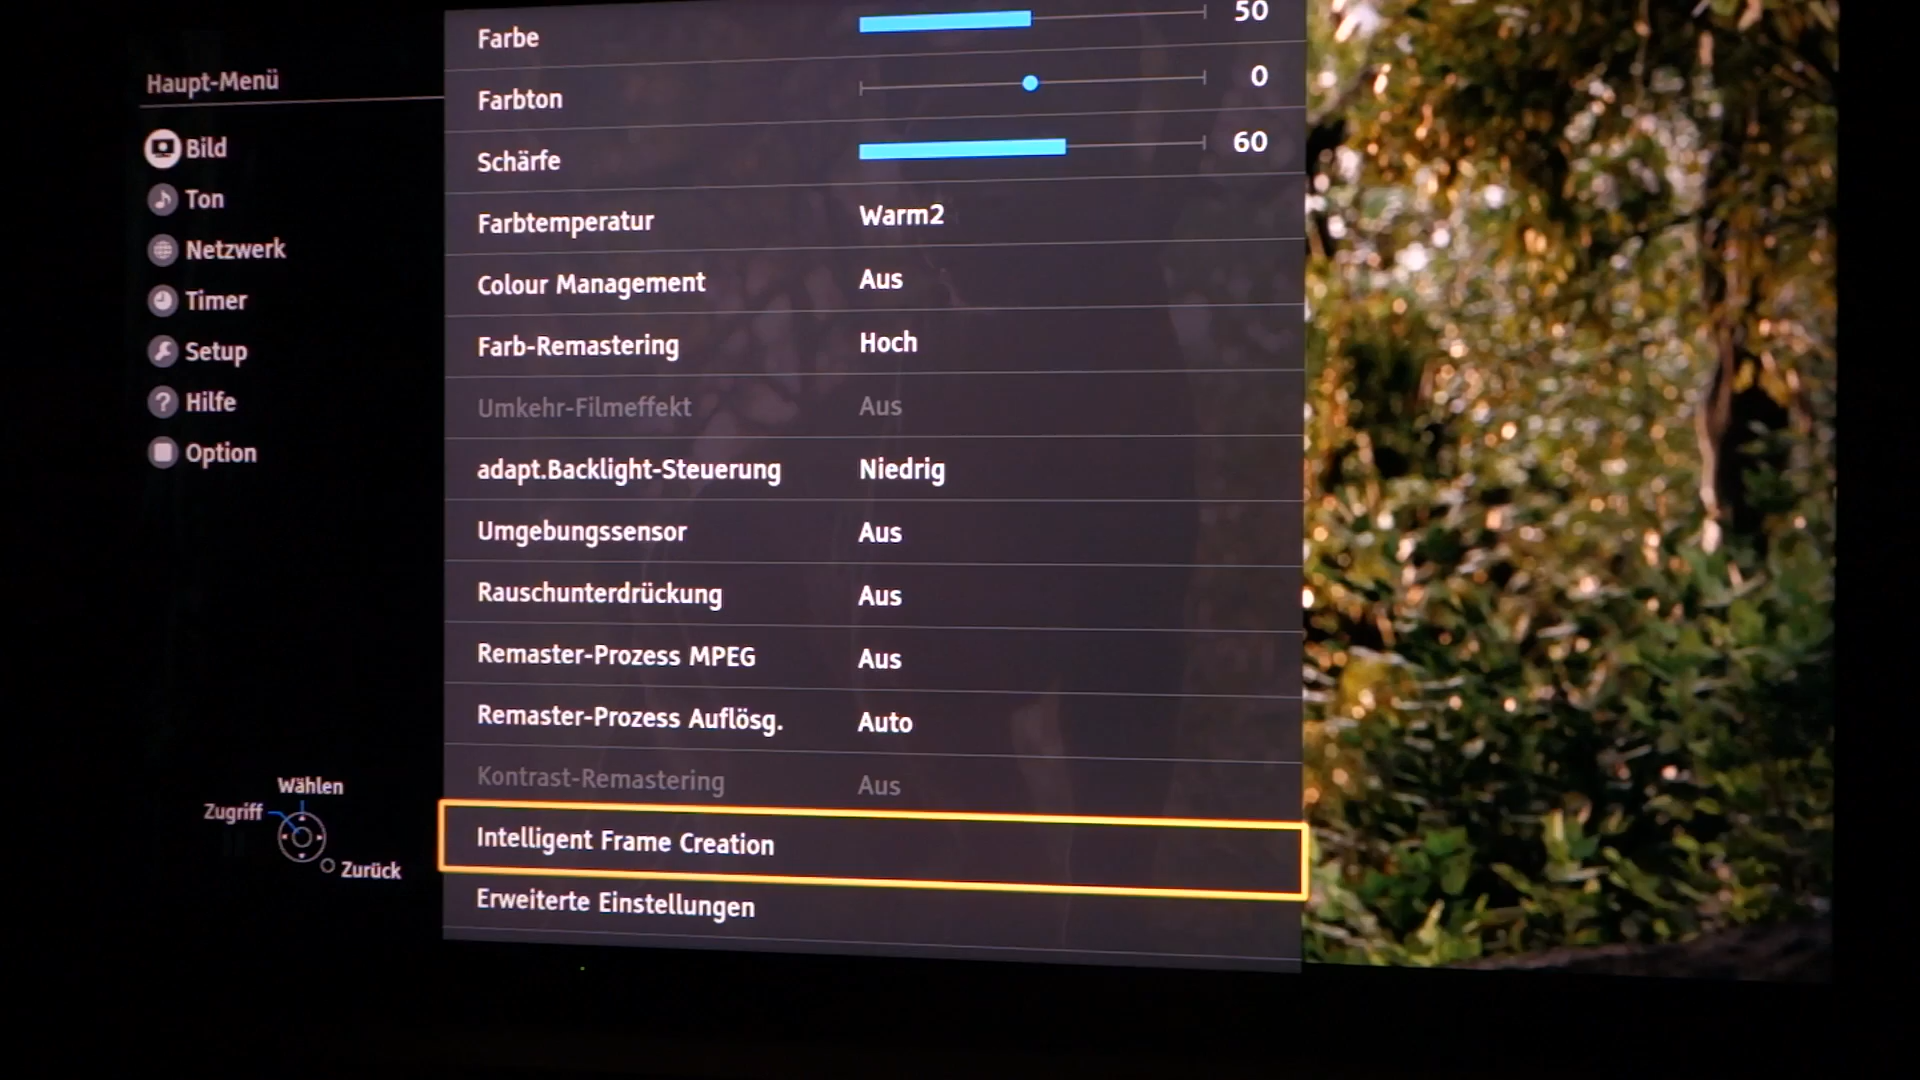 Haupt-Menü
Bild
Ton
Netzwerk
Timer
Setup
Hilfe
Option
Wählen
Zugriff
Zurück
Farbe 50
Farbton 0
Schärfe 60
Farbtemperatur Warm2
Colour Management Aus
Farb-Remastering Hoch
Umkehr-Filmeffekt Aus
adapt.Backlight-Steuerung Niedrig
Umgebungssensor Aus
Rauschunterdrückung Aus
Remaster-Prozess MPEG Aus
Remaster-Prozess Auflösg. Auto
Kontrast-Remastering Aus
Intelligent Frame Creation
Erweiterte Einstellungen